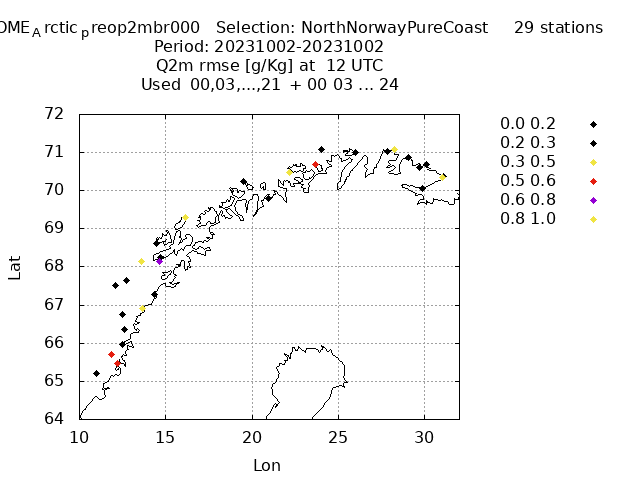 OME A rctic p reop2mbr000 Selection: NorthNorwayPureCoast 29 stations
Period: 20231002-20231002
Q2m rmse [g/Kg] at 12 UTC
Used 00,03,...,21 + 00 03 ... 24
72
71
70
69
68
67
66
65
64
Lat
10 15 20 25 30
Lon
0.0 0.2
0.2 0.3
0.3 0.5
0.5 0.6
0.6 0.8
0.8 1.0